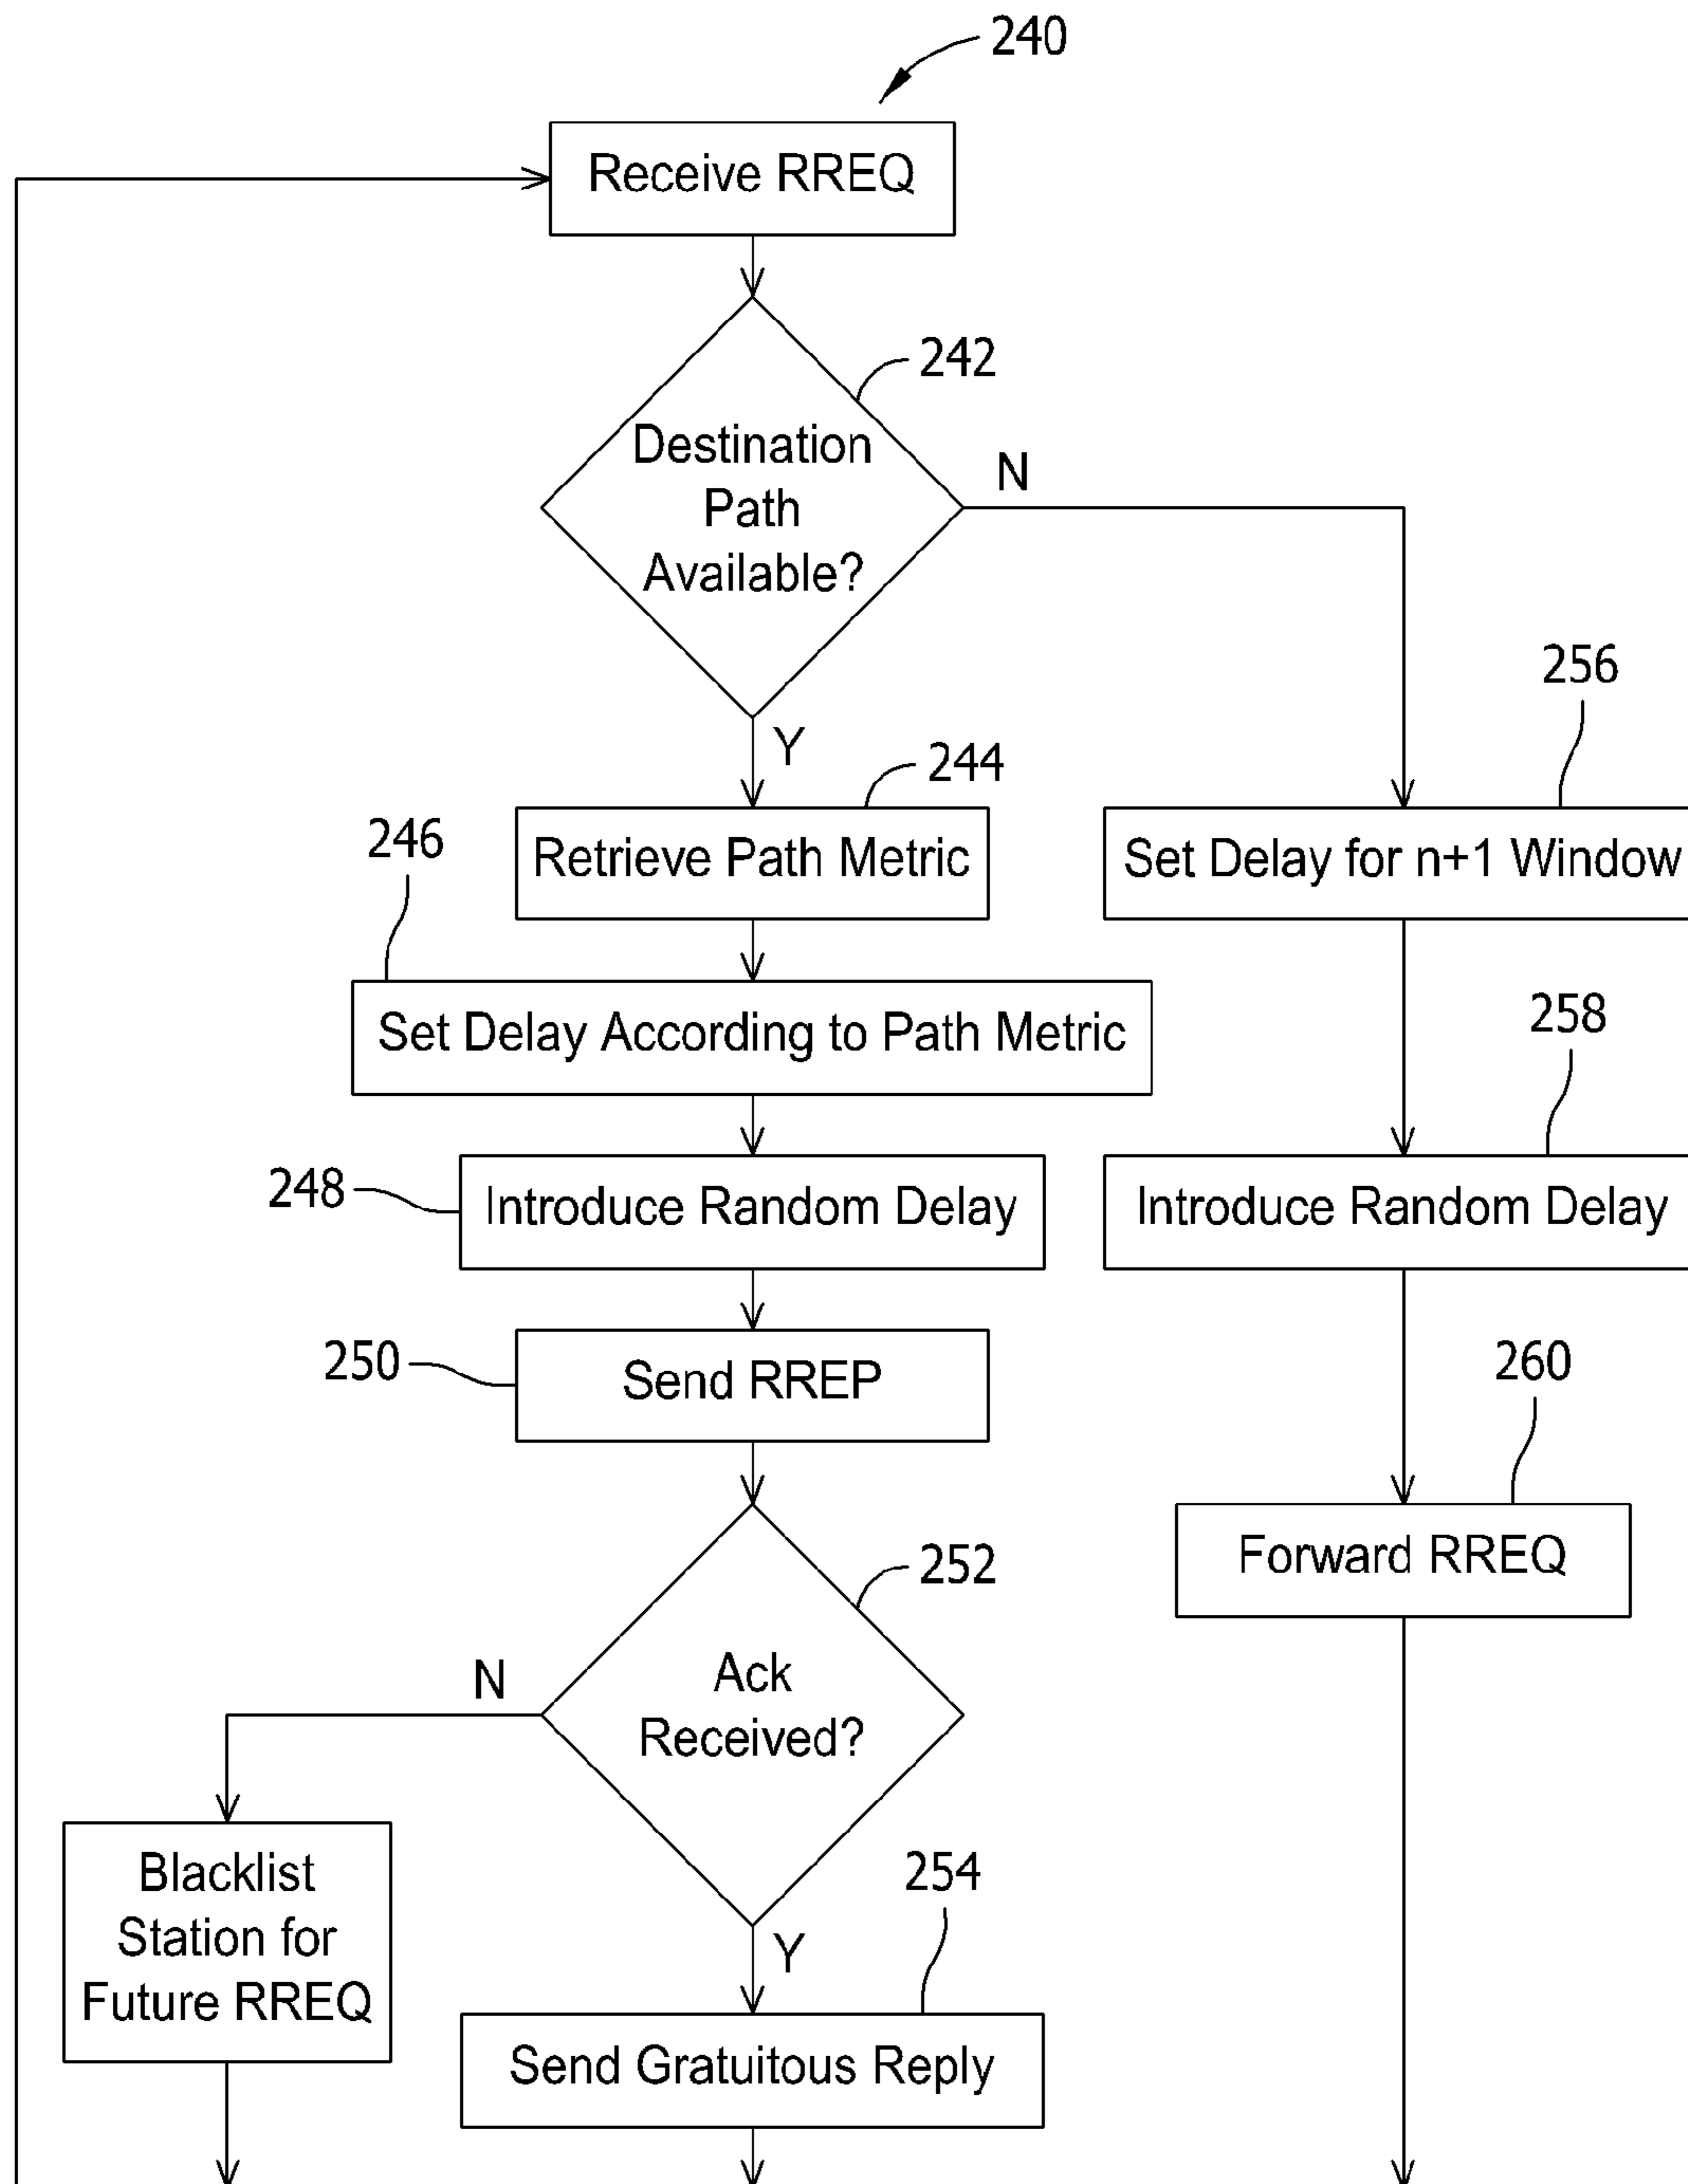 240
Receive RREQ
242
Destination
Path
Available?
N
Y
256
244
246
Retrieve Path Metric
Set Delay for n+1 Window
Set Delay According to Path Metric
258
248
Introduce Random Delay
Introduce Random Delay
250
Send RREP
260
Forward RREQ
252
Ack
Received?
N
Y
Blacklist
Station for
Future RREQ
254
Send Gratuitous Reply